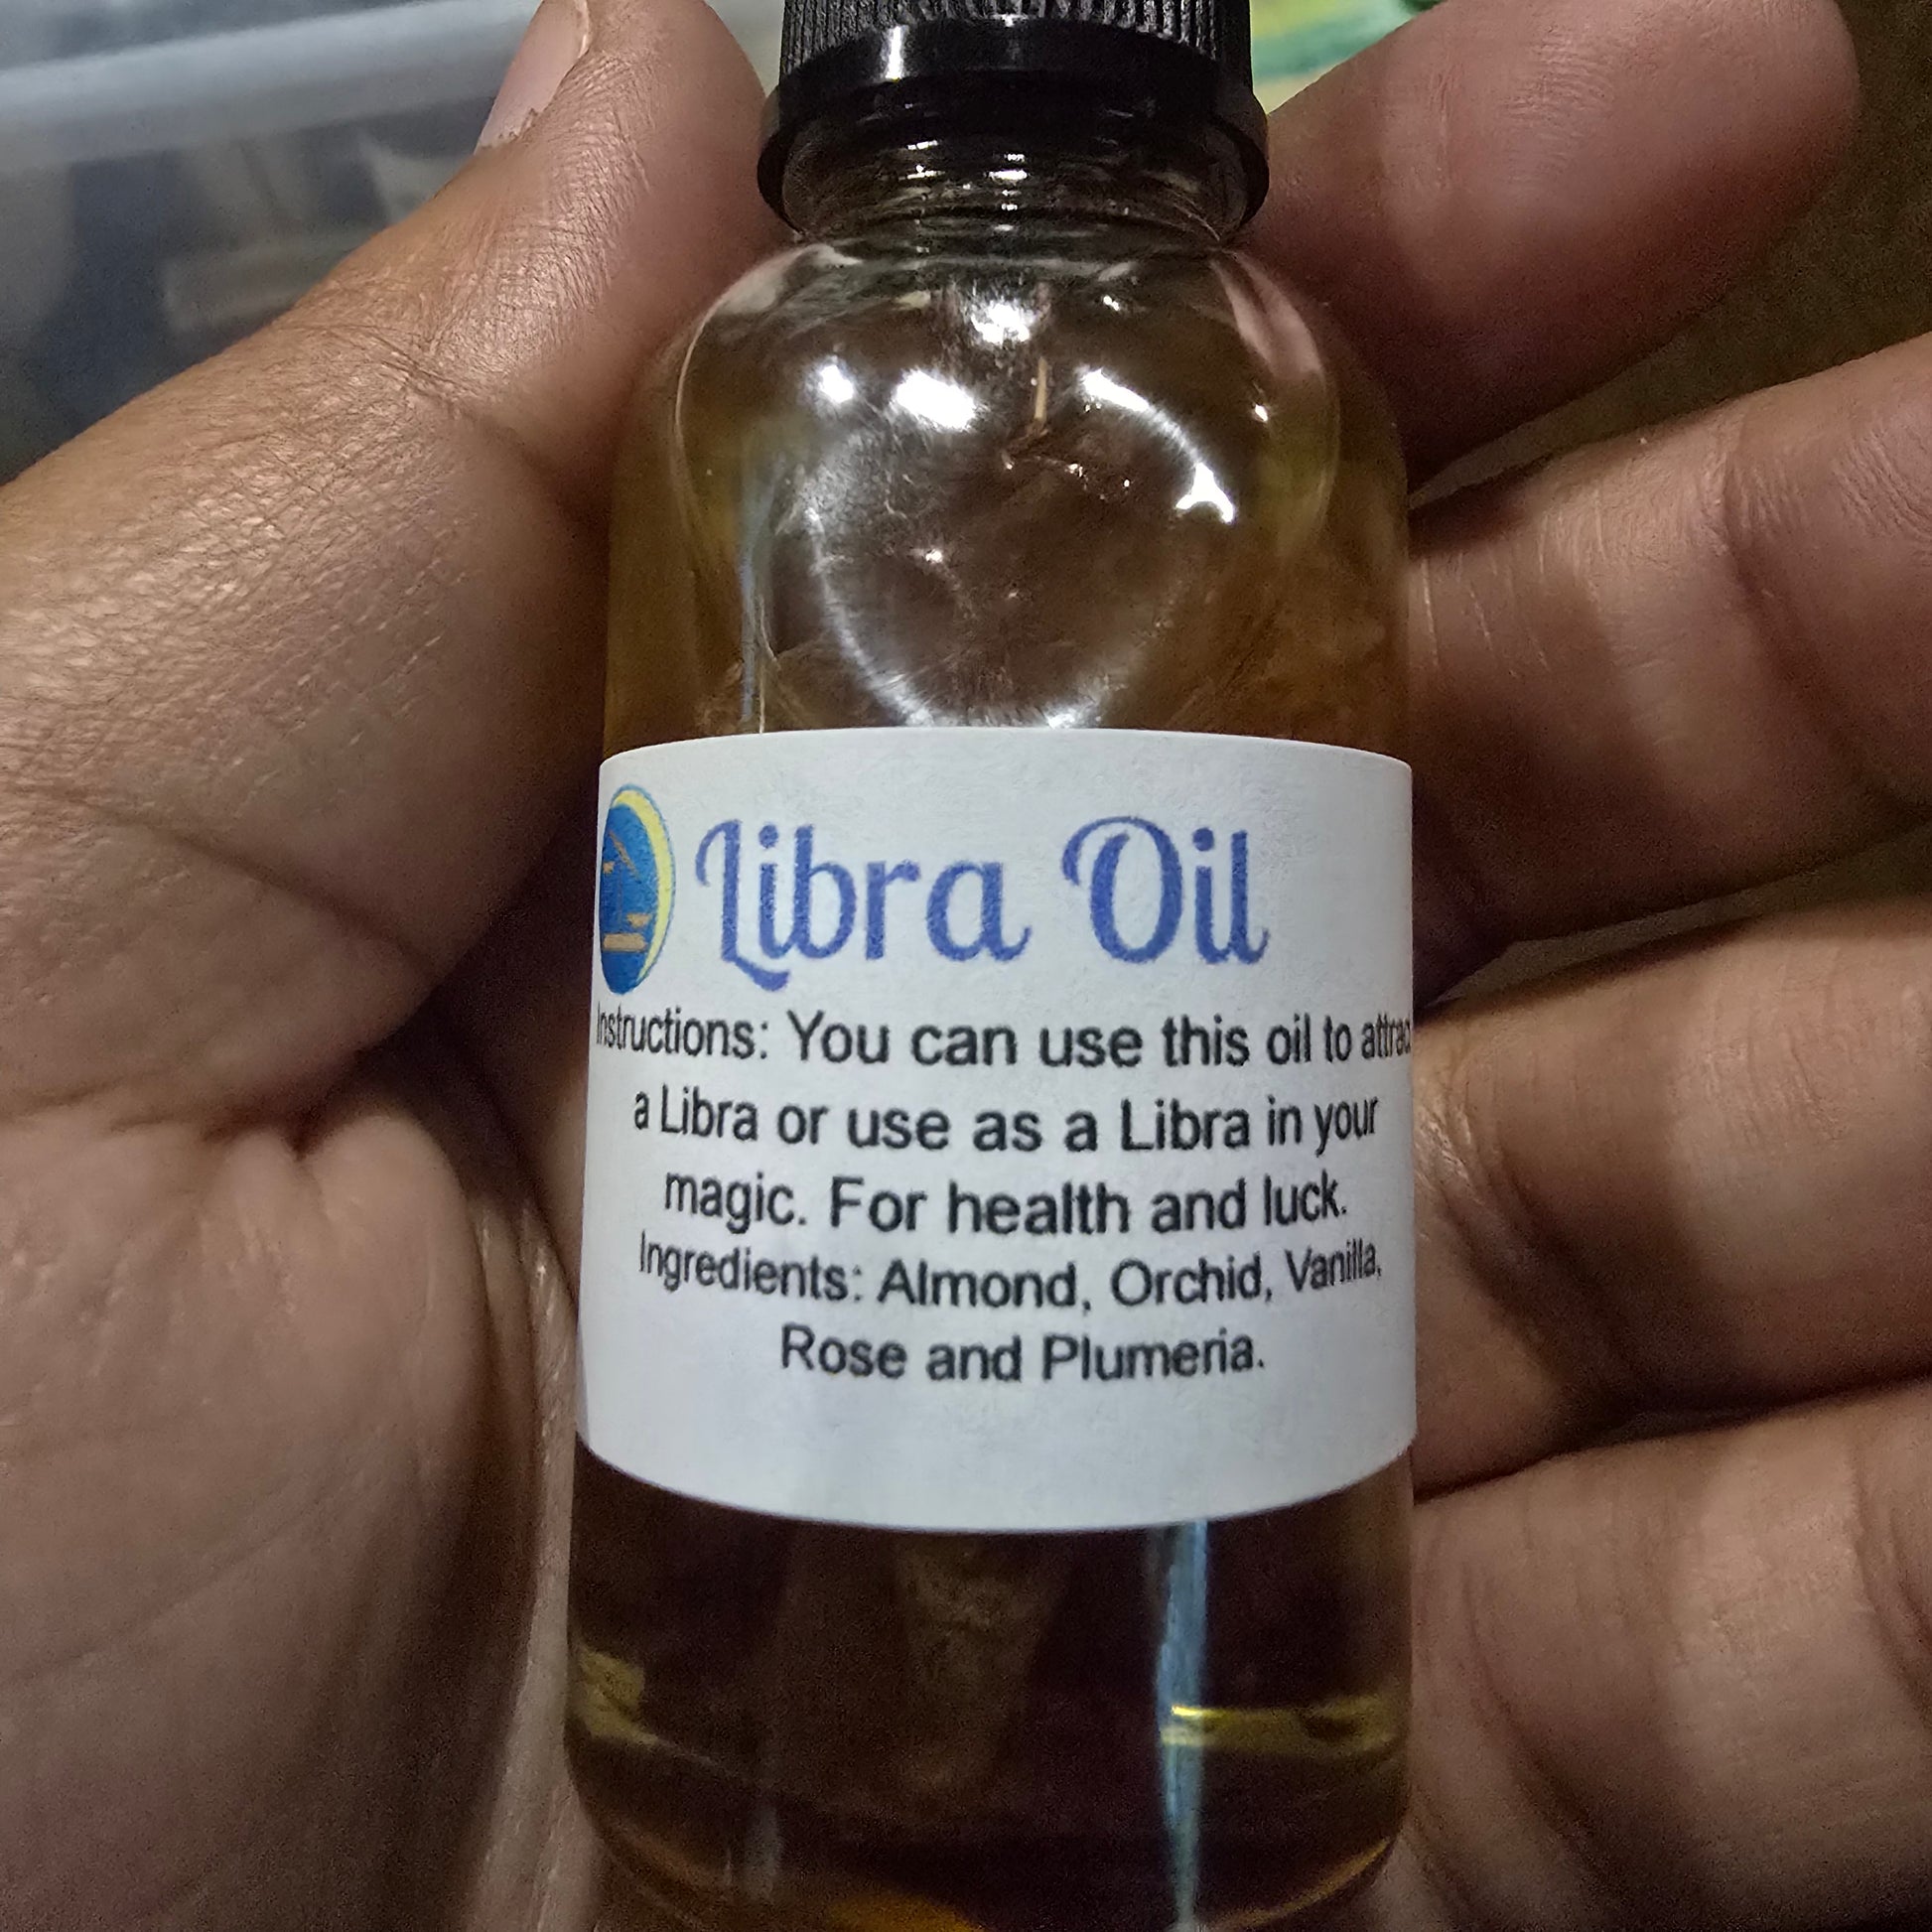 Libra Oil
Instructions: You can use this oil to attrac
a Libra or use as a Libra in your
magic. For health and luck.
Ingredients: Almond, Orchid, Vanilla,
Rose and Plumeria.